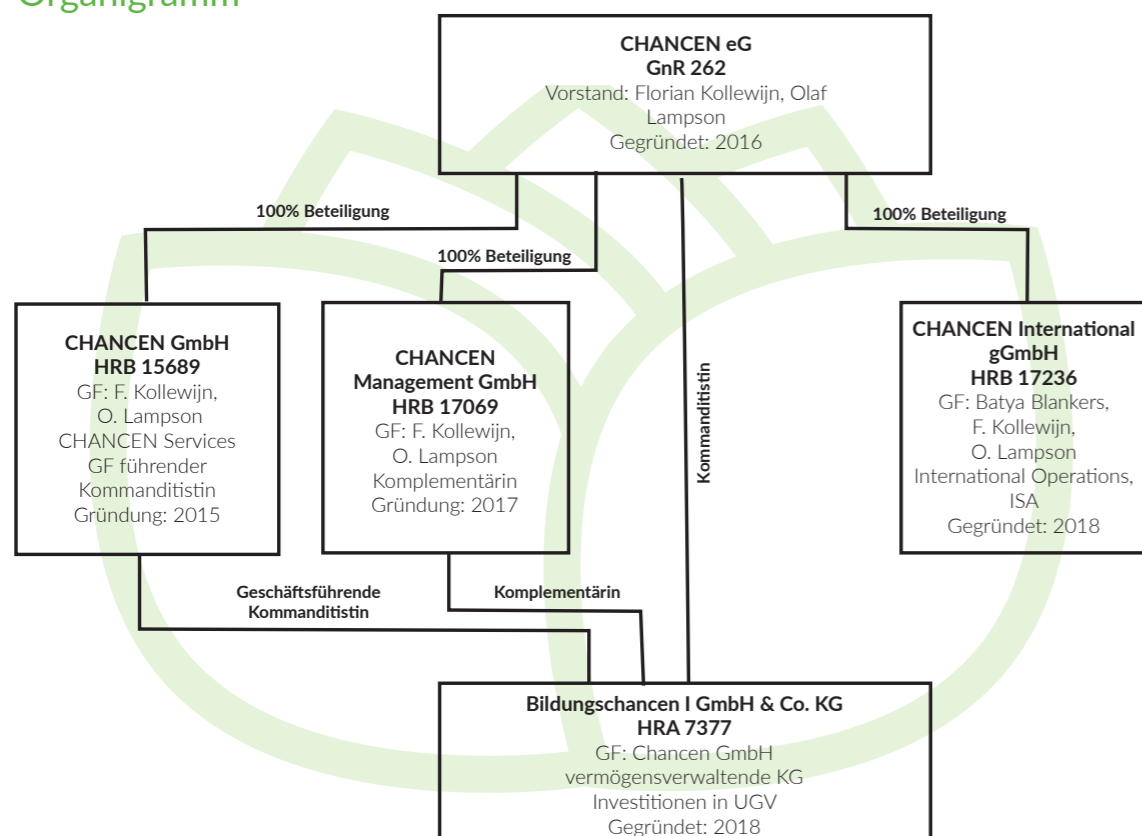 Organigramm
CHANCEN eG
GnR 262
Vorstand: Florian Kollewijn, Olaf
Lampson
Gegründet: 2016
100% Beteiligung
100% Beteiligung
100% Beteiligung
CHANCEN GmbH
HRB 15689
GF: F. Kollewijn,
O. Lampson
CHANCEN Services
GF führender
Kommanditistin
Gründung: 2015
CHANCEN
Management GmbH
HRB 17069
GF: F. Kollewijn,
O. Lampson
Komplementärin
Gründung: 2017
Kommanditistin
CHANCEN International
gGmbH
HRB 17236
GF: Batya Blankers,
F. Kollewijn,
O. Lampson
International Operations,
ISA
Gegründet: 2018
Geschäftsführende
Kommanditistin
Komplementärin
Bildungschancen I GmbH & Co. KG
HRA 7377
GF: Chancen GmbH
vermögensverwaltende KG
Investitionen in UGV
Gegründet: 2018